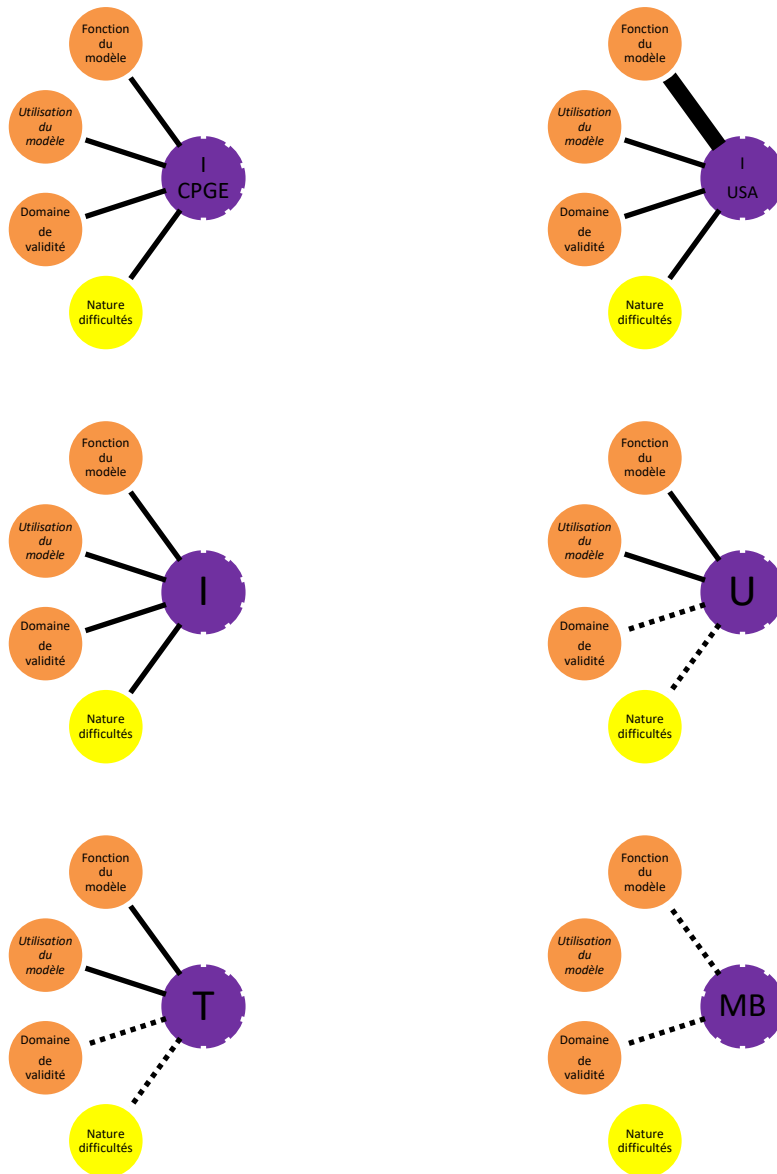 Fonction
du
modèle
Utilisation
du
modèle
I
CPGE
Domaine
de
validité
Nature
difficultés
Fonction
du
modèle
Utilisation
du
modèle
I
USA
Domaine
de
validité
Nature
difficultés
Fonction
du
modèle
Utilisation
du
modèle
I
Domaine
de
validité
Nature
difficultés
Fonction
du
modèle
Utilisation
du
modèle
U
Domaine
de
validité
Nature
difficultés
Fonction
du
modèle
Utilisation
du
modèle
T
Domaine
de
validité
Nature
difficultés
Fonction
du
modèle
Utilisation
du
modèle
MB
Domaine
de
validité
Nature
difficultés